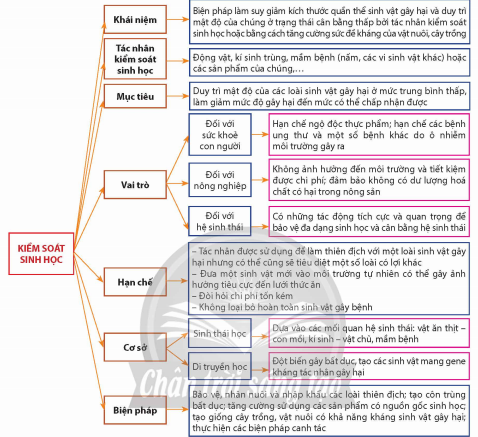 Khái niệm
Biện pháp làm suy giảm kích thước quần thể sinh vật gây hại và duy trì
mật độ của chúng ở trạng thái cân bằng thấp bởi tác nhân kiểm soát
sinh học hoặc bằng cách tăng cường sức đề kháng của vật nuôi, cây trồng
Tác nhân
kiểm soát
sinh học
Động vật, kí sinh trùng, mầm bệnh (nấm, các vi sinh vật khác) hoặc
các sản phẩm của chúng,...
Mục tiêu
Duy trì mật độ của các loài sinh vật gây hại ở mức trung bình thấp,
làm giảm mức độ gây hại đến mức có thể chấp nhận được
Vai trò
Đối với
sức khoẻ
con người
Hạn chế ngộ độc thực phẩm; hạn chế các bệnh
ung thư và một số bệnh khác do ô nhiễm
môi trường gây ra
Đối với
nông nghiệp
Không ảnh hưởng đến môi trường và tiết kiệm
được chi phí; đảm bảo không có dư lượng hoá
chất có hại trong nông sản
Đối với
hệ sinh thái
Có những tác động tích cực và quan trọng để
bảo vệ đa dạng sinh học và cân bằng hệ sinh thái
KIỂM SOÁT
SINH HỌC
Hạn chế
– Tác nhân được sử dụng để làm thiên địch với một loài sinh vật gây
hại nhưng có thể cũng sẽ tiêu diệt một số loài có lợi khác
– Đưa một sinh vật mới vào môi trường tự nhiên có thể gây ảnh
hưởng tiêu cực đến lưới thức ăn
– Đòi hỏi chi phí tốn kém
– Không loại bỏ hoàn toàn sinh vật gây bệnh
Cơ sở
Sinh thái học
Dựa vào các mối quan hệ sinh thái: vật ăn thịt –
con mồi, kí sinh – vật chủ, mầm bệnh
Di truyền học
Đột biến gây bất dục, tạo các sinh vật mang gene
kháng tác nhân gây hại
Biện pháp
Bảo vệ, nhân nuôi và nhập khẩu các loài thiên địch; tạo côn trùng
bất dục; tăng cường sử dụng các sản phẩm có nguồn gốc sinh học;
tạo giống cây trồng, vật nuôi có khả năng kháng sinh vật gây hại;
thực hiện các biện pháp canh tác
Chân trời sáng tạo